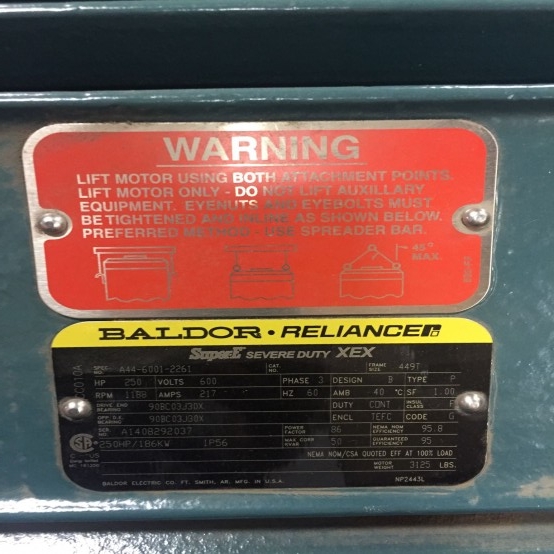 WARNING
LIFT MOTOR USING BOTH ATTACHMENT POINTS.
LIFT MOTOR ONLY - DO NOT LIFT AUXILLARY
EQUIPMENT. EYENUTS AND EYEBOLTS MUST
BE TIGHTENED AND INLINE AS SHOWN BELOW.
PREFERRED METHOD - USE SPREADER BAR.
45° MAX.
BALDOR · RELIANCE
Super-E SEVERE DUTY XEX
SPEC. A44-6001-2261 CAT. NO. FRAME SIZE 449T
HP 250 VOLTS 600 PHASE 3 DESIGN B TYPE P
RPM 1188 AMPS 217 HZ 60 AMB 40 °C SF 1.00
DRIVE END BEARING 90BC03J30X DUTY CONT INSUL CLASS F
OPP. D.E. BEARING 90BC03J30X ENCL TEFC CODE G
SER. NO. A1408292037 POWER FACTOR 86 NEMA NOM EFFICIENCY 95.8
250HP/186KW IP56 MAX CORR KVAR 50 GUARANTEED EFFICIENCY 95
NEMA NOM/CSA QUOTED EFF AT 100% LOAD
MOTOR WEIGHT 3125 LBS.
BALDOR ELECTRIC CO. FT. SMITH, AR. MFG. IN U.S.A. NP2443L